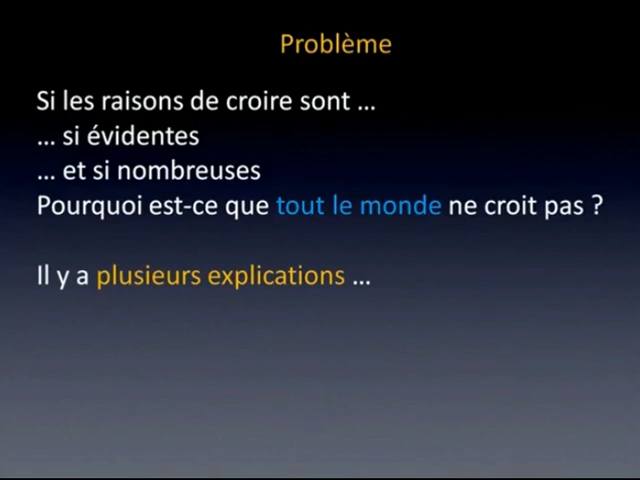 Problème
Si les raisons de croire sont ...
... si évidentes
... et si nombreuses
Pourquoi est-ce que tout le monde ne croit pas ?
Il y a plusieurs explications ...